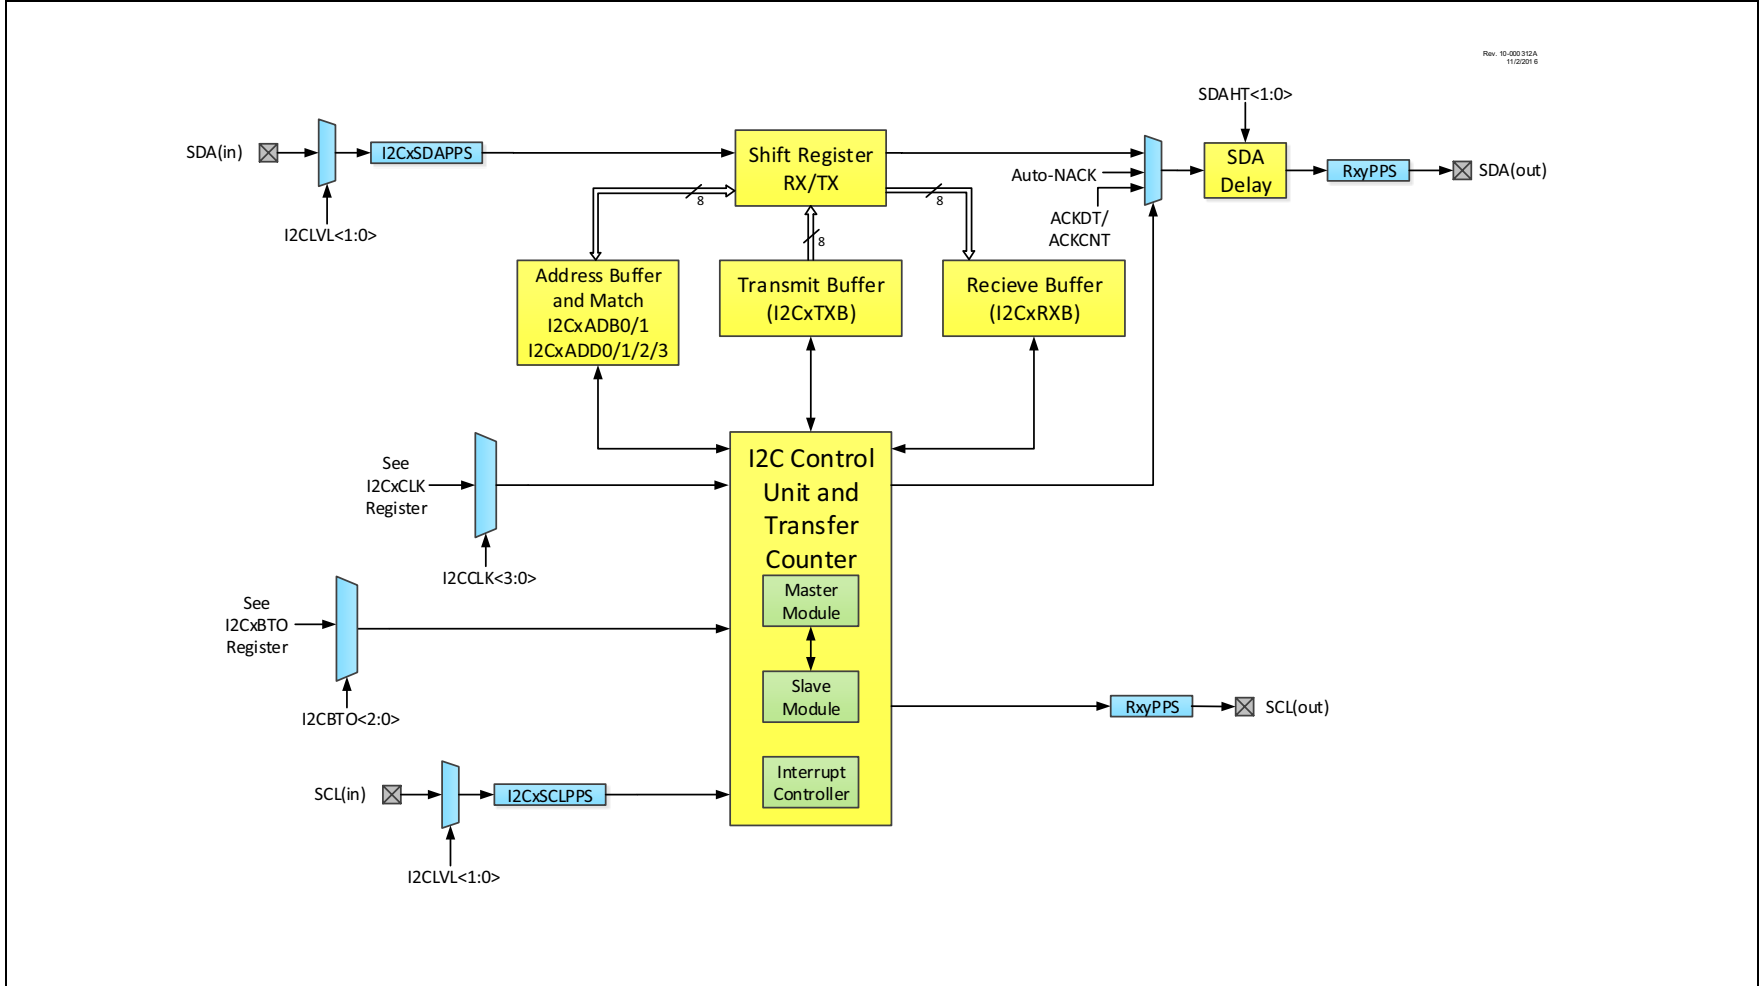 Rev. 10-000312A
11/2/2016
SDAHT<1:0>
SDA(in)
I2CxSDAPPS
Shift Register
RX/TX
SDA
Delay
RxyPPS
SDA(out)
Auto-NACK
ACKDT/
ACKCNT
I2CLVL<1:0>
8
8
8
Address Buffer
and Match
I2CxADB0/1
I2CxADD0/1/2/3
Transmit Buffer
(I2CxTXB)
Recieve Buffer
(I2CxRXB)
I2C Control
Unit and
Transfer
Counter
See
I2CxCLK
Register
I2CCLK<3:0>
Master
Module
See
I2CxBTO
Register
Slave
Module
I2CBTO<2:0>
RxyPPS
SCL(out)
Interrupt
Controller
SCL(in)
I2CxSCLPPS
I2CLVL<1:0>